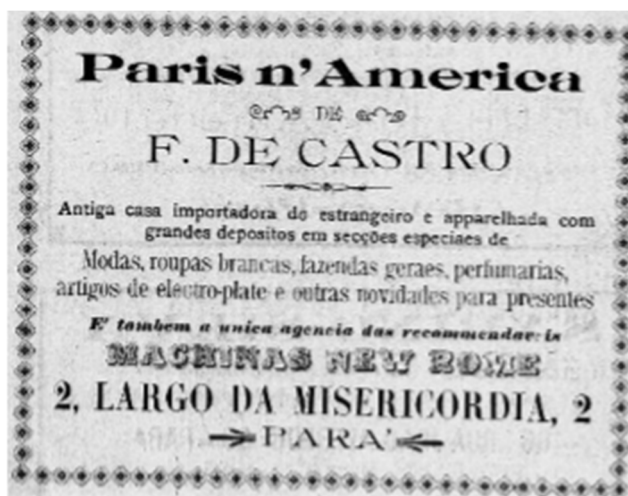 Paris n'America
DE
F. DE CASTRO
Antiga casa importadora do estrangeiro e apparelhada com
grandes depositos em secções especiaes de
Modas, roupas brancas, fazendas geraes, perfumarias,
artigos de electro-plate e outras novidades para presentes
E' tambem a unica agencia das recommendaveis
MACHINAS NEW ROME
2, LARGO DA MISERICORDIA, 2
PARA'